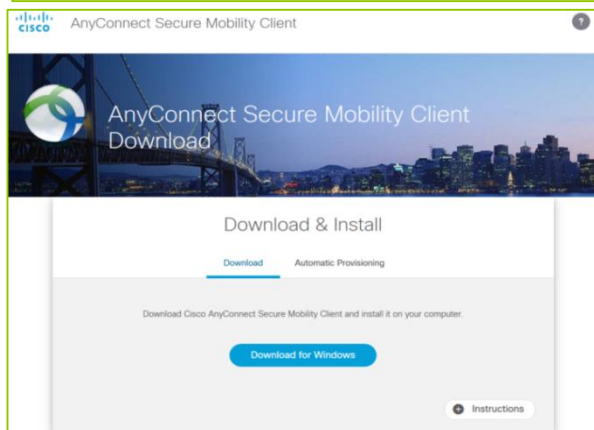 CISCO AnyConnect Secure Mobility Client ?
AnyConnect Secure Mobility Client
Download
Download & Install
Download Automatic Provisioning
Download Cisco AnyConnect Secure Mobility Client and install it on your computer.
Download for Windows
Instructions